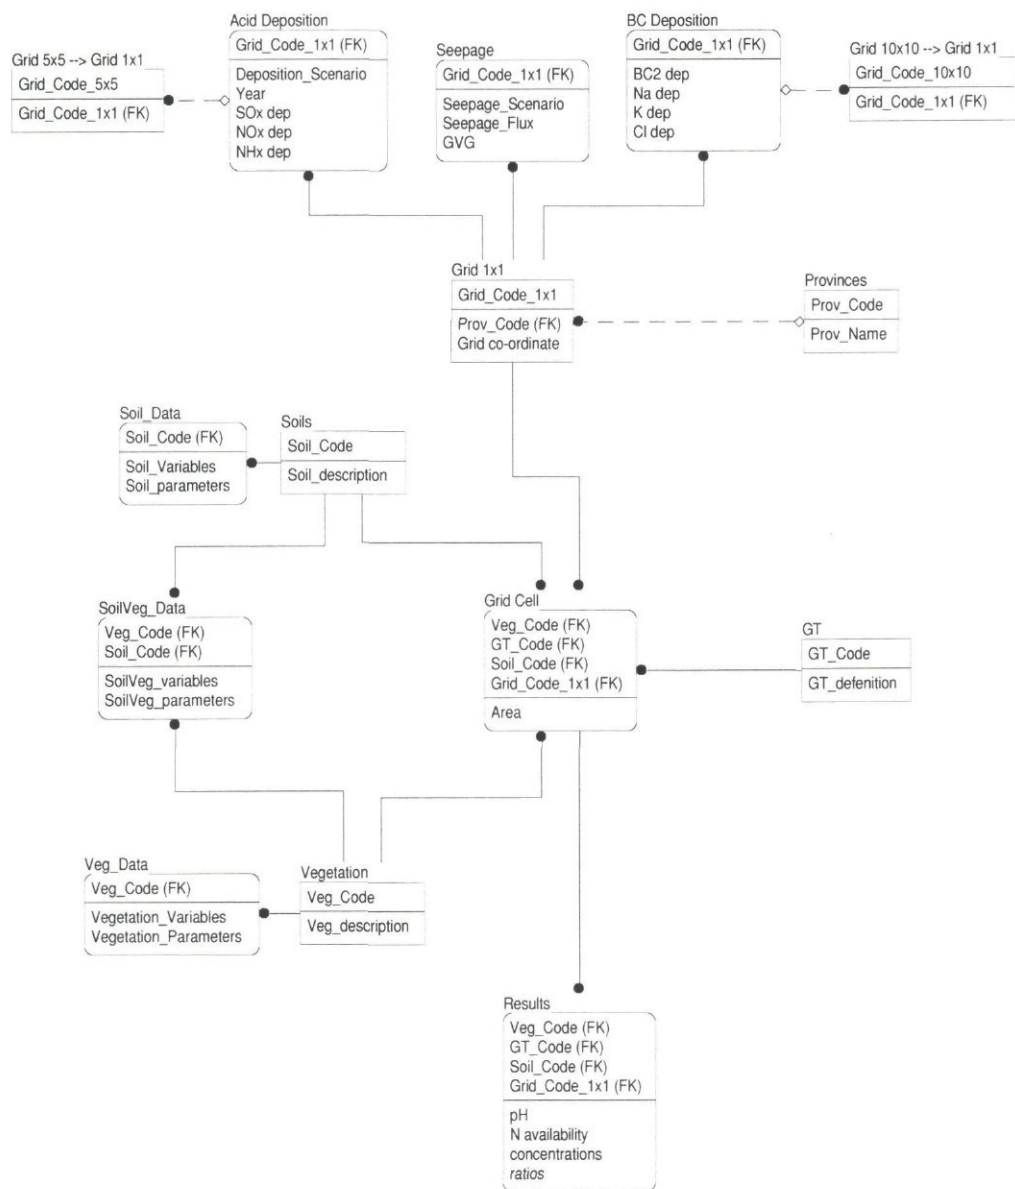 Acid Deposition
Grid_Code_1x1 (FK)
Deposition_Scenario
Year
SOx dep
NOx dep
NHx dep
Grid 5x5 --> Grid 1x1
Grid_Code_5x5
Grid_Code_1x1 (FK)
Seepage
Grid_Code_1x1 (FK)
Seepage_Scenario
Seepage_Flux
GVG
BC Deposition
Grid_Code_1x1 (FK)
BC2 dep
Na dep
K dep
Cl dep
Grid 10x10 --> Grid 1x1
Grid_Code_10x10
Grid_Code_1x1 (FK)
Grid 1x1
Grid_Code_1x1
Prov_Code (FK)
Grid co-ordinate
Provinces
Prov_Code
Prov_Name
Soil_Data
Soil_Code (FK)
Soil_Variables
Soil_parameters
Soils
Soil_Code
Soil_description
SoilVeg_Data
Veg_Code (FK)
Soil_Code (FK)
SoilVeg_variables
SoilVeg_parameters
Grid Cell
Veg_Code (FK)
GT_Code (FK)
Soil_Code (FK)
Grid_Code_1x1 (FK)
Area
GT
GT_Code
GT_defenition
Veg_Data
Veg_Code (FK)
Vegetation_Variables
Vegetation_Parameters
Vegetation
Veg_Code
Veg_description
Results
Veg_Code (FK)
GT_Code (FK)
Soil_Code (FK)
Grid_Code_1x1 (FK)
pH
N availability
concentrations
ratios